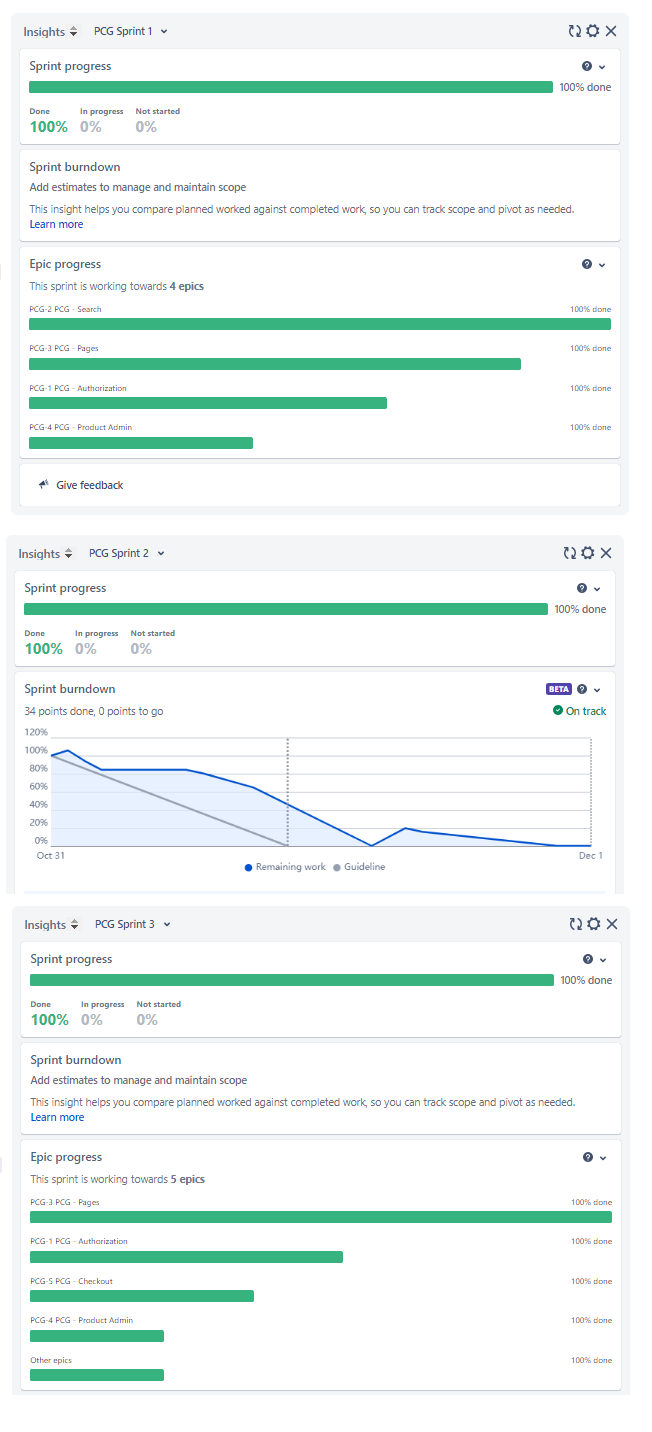 Insights PCG Sprint 1
Sprint progress
100% done
Done In progress Not started
100% 0% 0%
Sprint burndown
Add estimates to manage and maintain scope
This insight helps you compare planned worked against completed work, so you can track scope and pivot as needed.
Learn more
Epic progress
This sprint is working towards 4 epics
PCG-2 PCG - Search 100% done
PCG-3 PCG - Pages 100% done
PCG-1 PCG - Authorization 100% done
PCG-4 PCG - Product Admin 100% done
Give feedback
Insights PCG Sprint 2
Sprint progress
100% done
Done In progress Not started
100% 0% 0%
Sprint burndown BETA
34 points done, 0 points to go On track
120%
100%
80%
60%
40%
20%
0%
Oct 31 Dec 1
Remaining work Guideline
Insights PCG Sprint 3
Sprint progress
100% done
Done In progress Not started
100% 0% 0%
Sprint burndown
Add estimates to manage and maintain scope
This insight helps you compare planned worked against completed work, so you can track scope and pivot as needed.
Learn more
Epic progress
This sprint is working towards 5 epics
PCG-3 PCG - Pages 100% done
PCG-1 PCG - Authorization 100% done
PCG-5 PCG - Checkout 100% done
PCG-4 PCG - Product Admin 100% done
Other epics 100% done